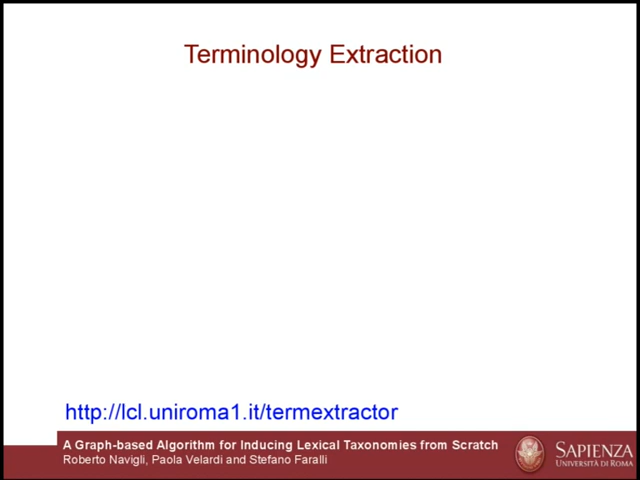 Terminology Extraction
http://lcl.uniroma1.it/termextractor
A Graph-based Algorithm for Inducing Lexical Taxonomies from Scratch
Roberto Navigli, Paola Velardi and Stefano Faralli
SAPIENZA
UNIVERSITÀ DI ROMA